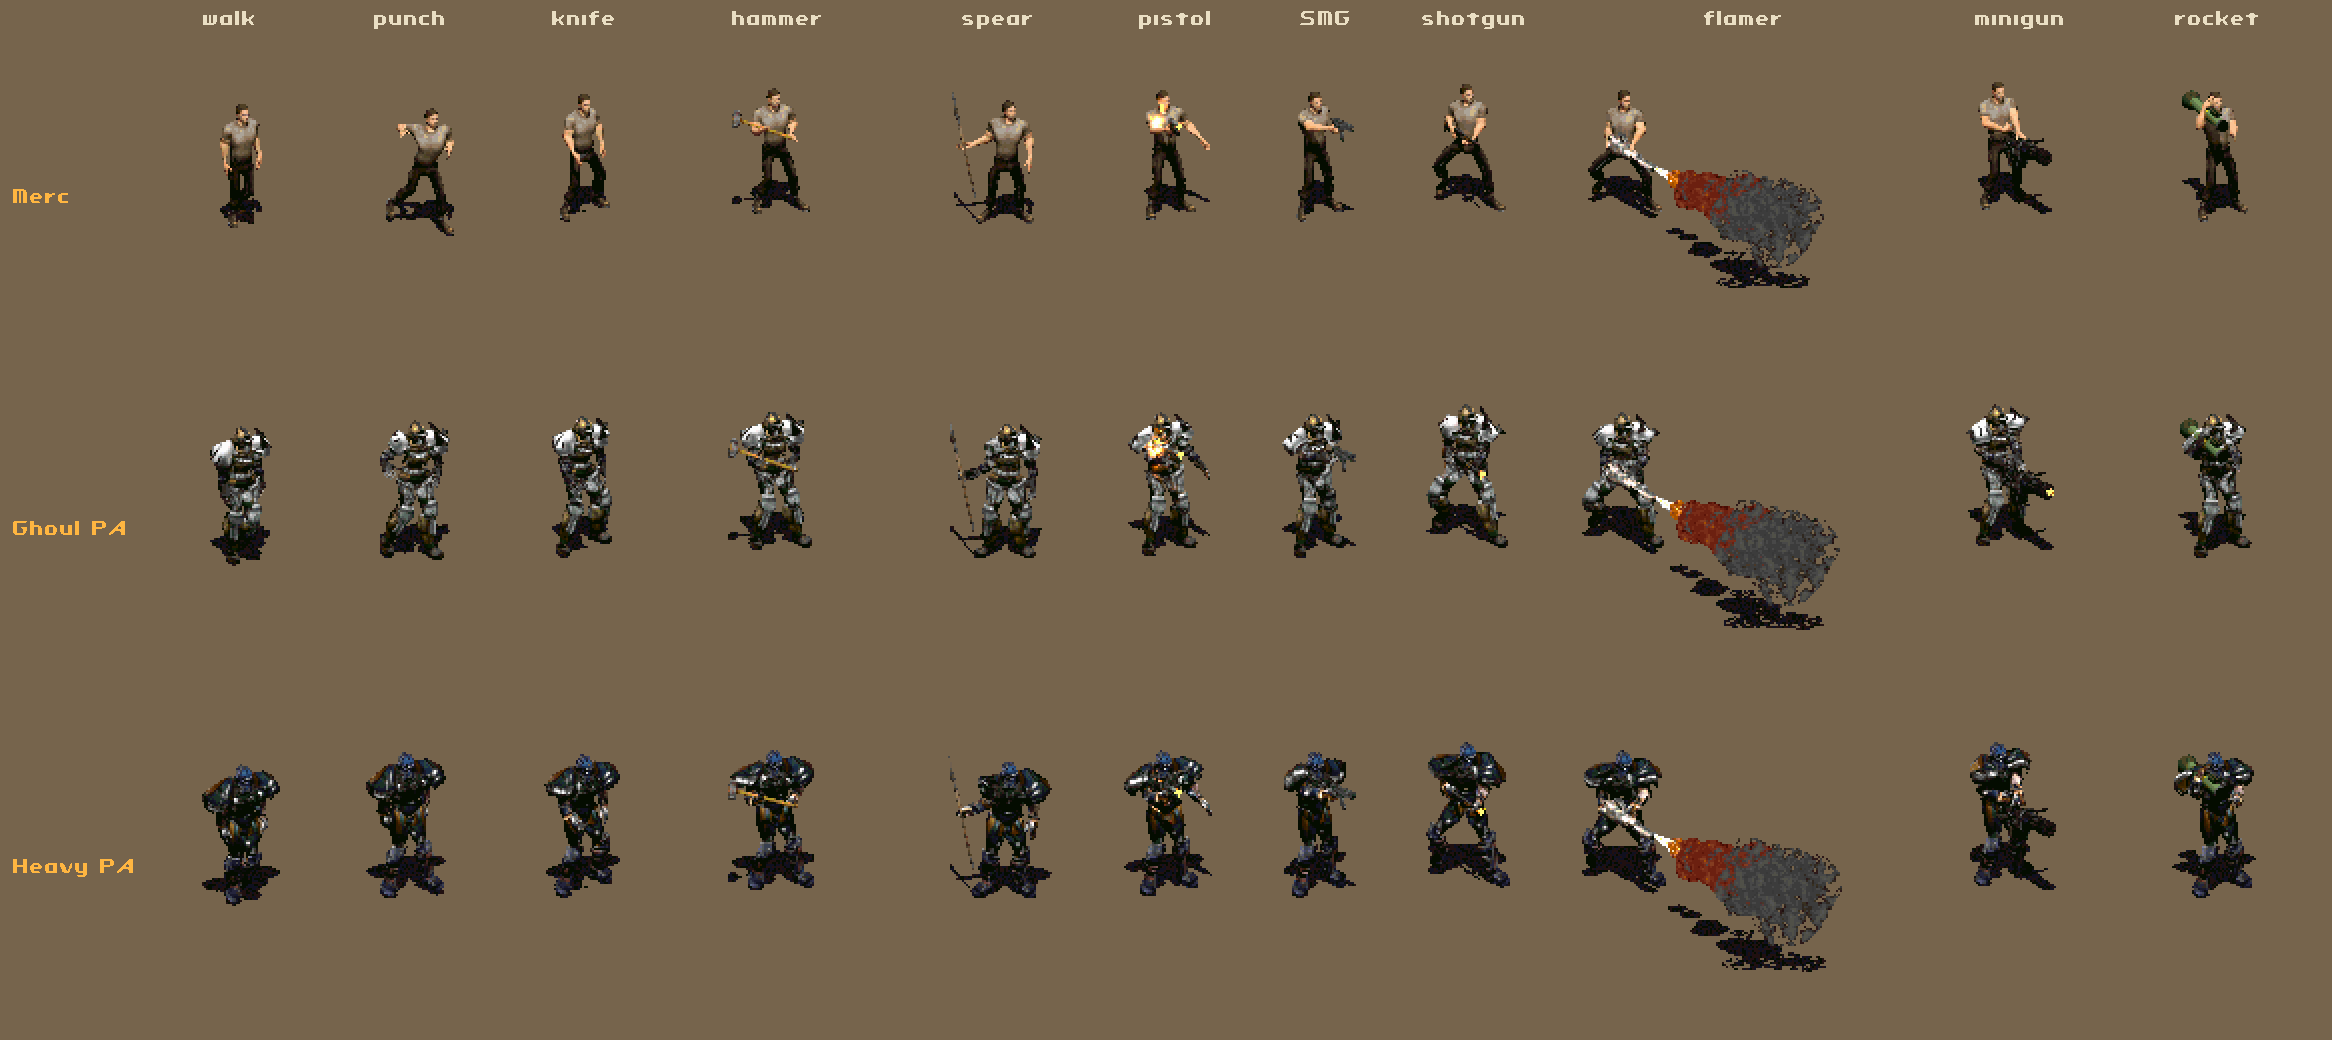 walk punch knife hammer spear pistol SMG shotgun flamer minigun rocket
Merc
Ghoul PA
Heavy PA